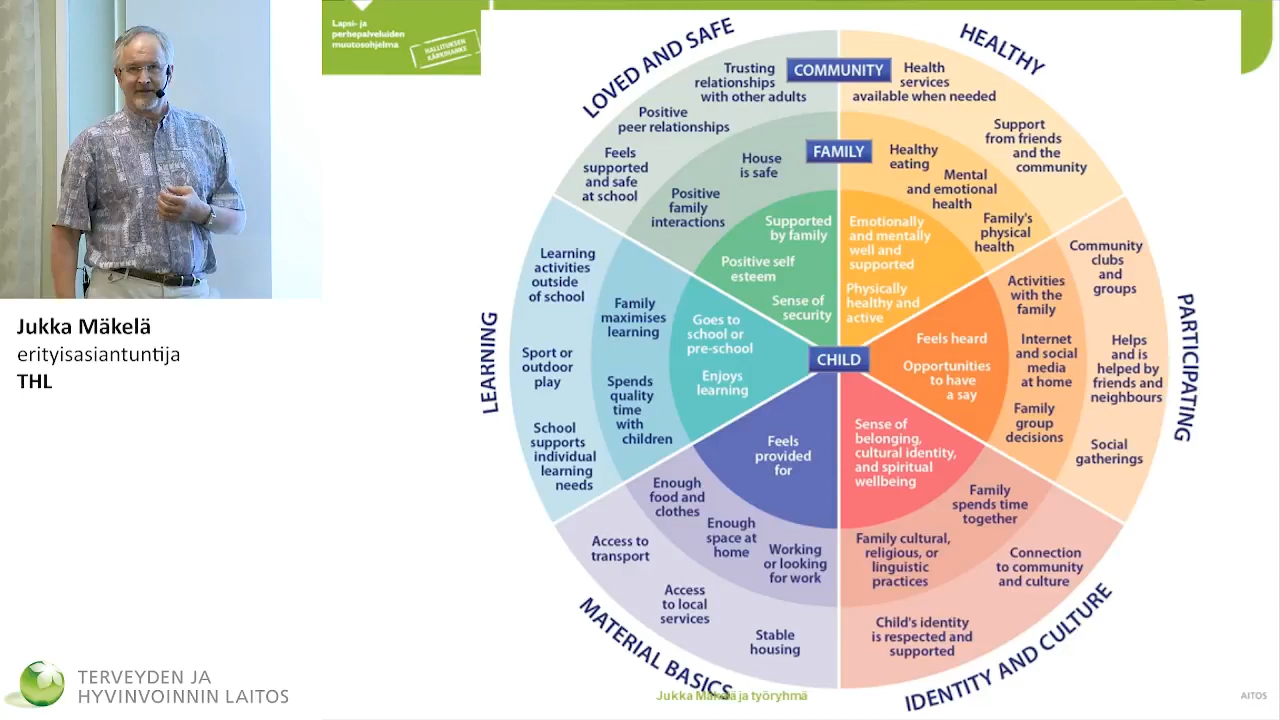 Lapsi- ja
perhepalveluiden
muutosohjelma
HALLITUKSEN
KÄRKIHANKE
LOVED AND SAFE
HEALTHY
PARTICIPATING
IDENTITY AND CULTURE
MATERIAL BASICS
LEARNING
COMMUNITY
FAMILY
CHILD
Trusting
relationships
with other adults
Positive
peer relationships
Feels
supported
and safe
at school
House
is safe
Positive
family
interactions
Supported
by family
Positive self
esteem
Sense of
security
Health
services
available when needed
Support
from friends
and the
community
Healthy
eating
Mental
and emotional
health
Family's
physical
health
Emotionally
and mentally
well and
supported
Physically
healthy and
active
Community
clubs
and
groups
Helps
and is
helped by
friends and
neighbours
Social
gatherings
Activities
with the
family
Internet
and social
media
at home
Family
group
decisions
Feels heard
Opportunities
to have
a say
Sense of
belonging,
cultural identity,
and spiritual
wellbeing
Family
spends time
together
Family cultural,
religious, or
linguistic
practices
Connection
to community
and culture
Child's identity
is respected and
supported
Feels
provided
for
Enough
food and
clothes
Enough
space at
home
Working
or looking
for work
Access to
transport
Access
to local
services
Stable
housing
Goes to
school or
pre-school
Enjoys
learning
Family
maximises
learning
Spends
quality
time
with
children
Learning
activities
outside
of school
Sport or
outdoor
play
School
supports
individual
learning
needs
Jukka Mäkelä
erityisasiantuntija
THL
TERVEYDEN JA
HYVINVOINNIN LAITOS
Jukka Mäkelä ja työryhmä
AITOS